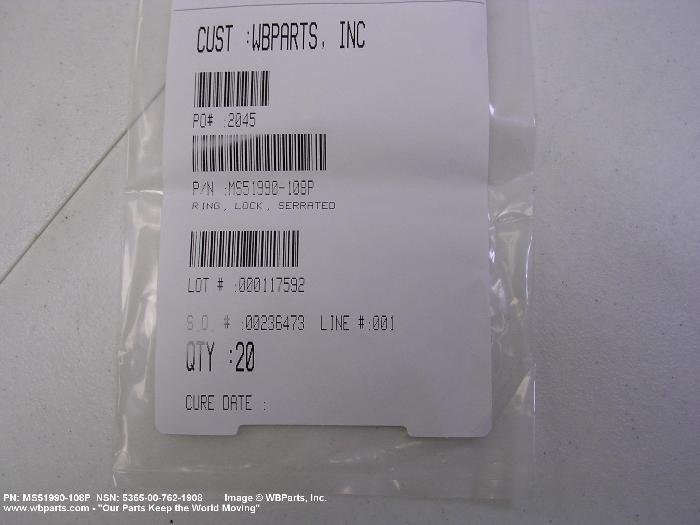 CUST :WBPARTS, INC
PO# :2045
P/N :MS51990-108P
RING, LOCK, SERRATED
LOT # :000117592
S.O. # :00236473 LINE #:001
QTY :20
CURE DATE :
PN: MS51990-108P NSN: 5365-00-762-1908 Image © WBParts, Inc.
www.wbparts.com - "Our Parts Keep the World Moving"